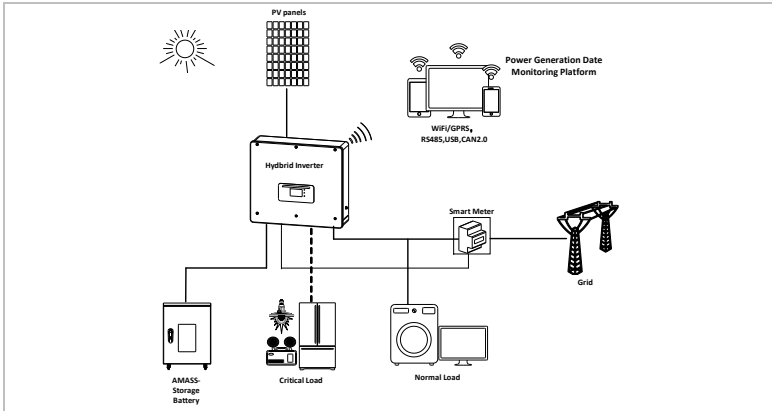 PV panels
Power Generation Date
Monitoring Platform
WiFi/GPRS,
RS485,USB,CAN2.0
Hydbrid Inverter
Smart Meter
Grid
AMASS-
Storage
Battery
Critical Load
Normal Load